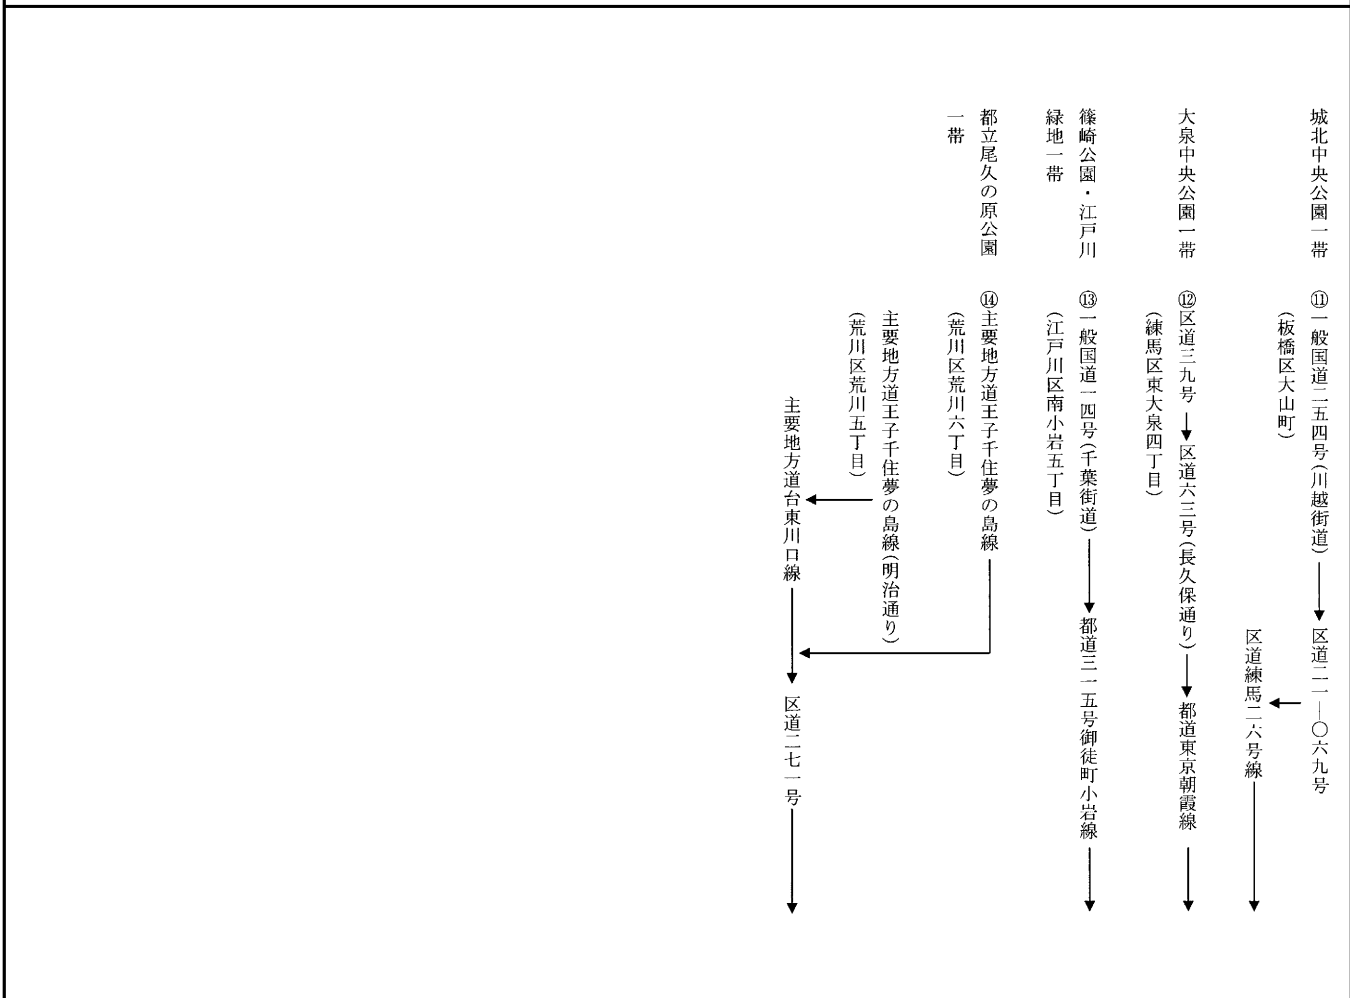 城北中央公園一帯
⑪一般国道二五四号(川越街道)
区道二一―〇六九号
(板橋区大山町)
区道練馬二六号線
大泉中央公園一帯
⑫区道三九号
区道六三号(長久保通り)
都道東京朝霞線
(練馬区東大泉四丁目)
篠崎公園・江戸川
緑地一帯
⑬一般国道一四号(千葉街道)
都道三一五号御徒町小岩線
(江戸川区南小岩五丁目)
都立尾久の原公園
一帯
⑭主要地方道王子千住夢の島線
(荒川区荒川六丁目)
主要地方道王子千住夢の島線(明治通り)
(荒川区荒川五丁目)
主要地方道台東川口線
区道二七一号